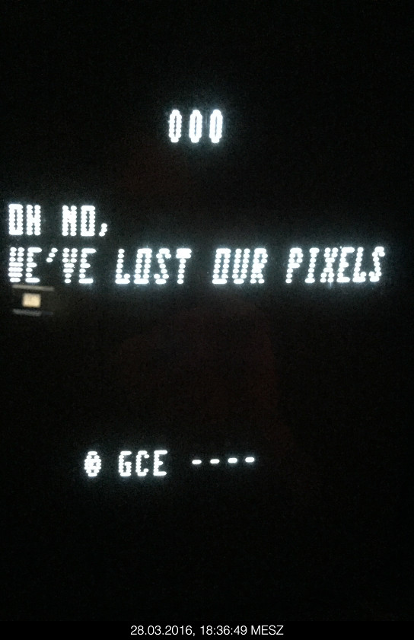 000
OH NO,
WE'VE LOST OUR PIXELS
© GCE ----
28.03.2016, 18:36:49 MESZ